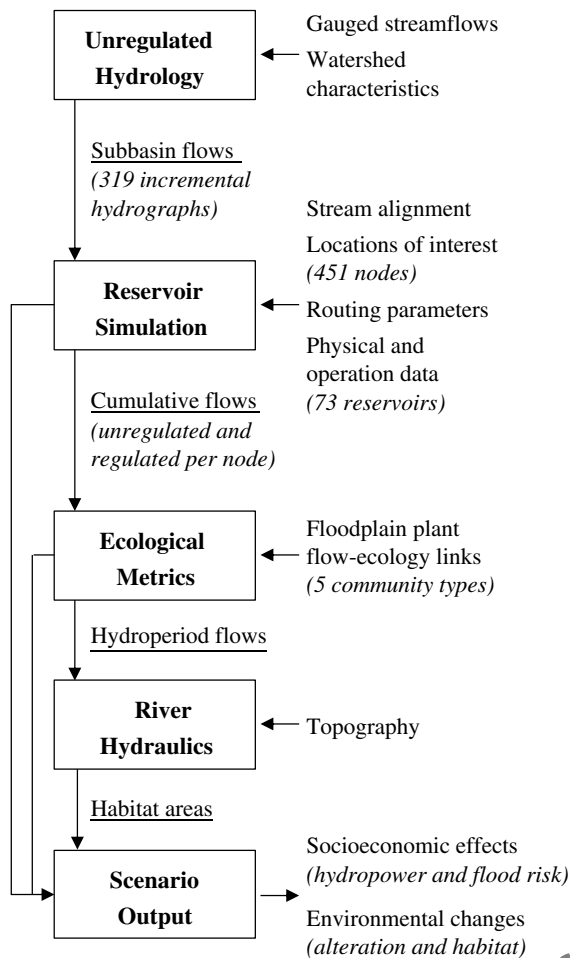 Unregulated
Hydrology
Gauged streamflows
Watershed
characteristics
Subbasin flows
(319 incremental
hydrographs)
Stream alignment
Locations of interest
(451 nodes)
Routing parameters
Physical and
operation data
(73 reservoirs)
Reservoir
Simulation
Cumulative flows
(unregulated and
regulated per node)
Ecological
Metrics
Floodplain plant
flow-ecology links
(5 community types)
Hydroperiod flows
River
Hydraulics
Topography
Habitat areas
Scenario
Output
Socioeconomic effects
(hydropower and flood risk)
Environmental changes
(alteration and habitat)